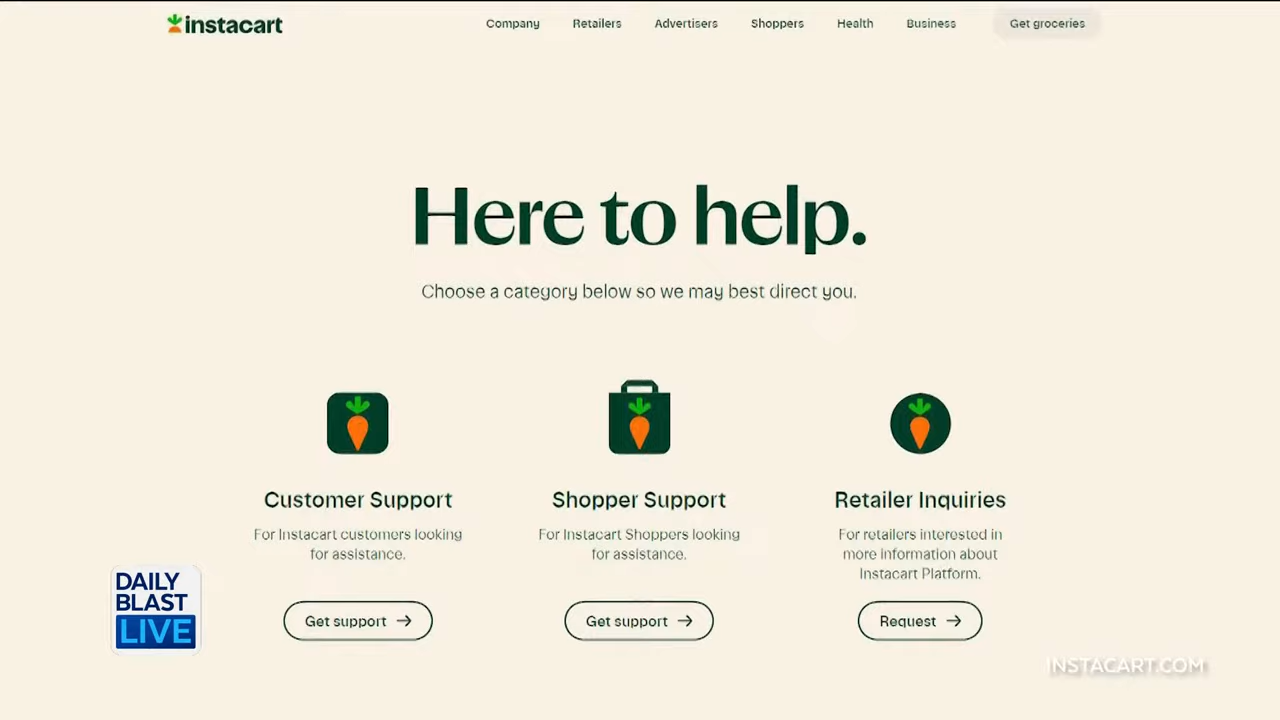 instacart
Company Retailers Advertisers Shoppers Health Business Get groceries
Here to help.
Choose a category below so we may best direct you.
Customer Support
For Instacart customers looking
for assistance.
Get support
Shopper Support
For Instacart Shoppers looking
for assistance.
Get support
Retailer Inquiries
For retailers interested in
more information about
Instacart Platform.
Request
DAILY
BLAST
LIVE
INSTACART.COM